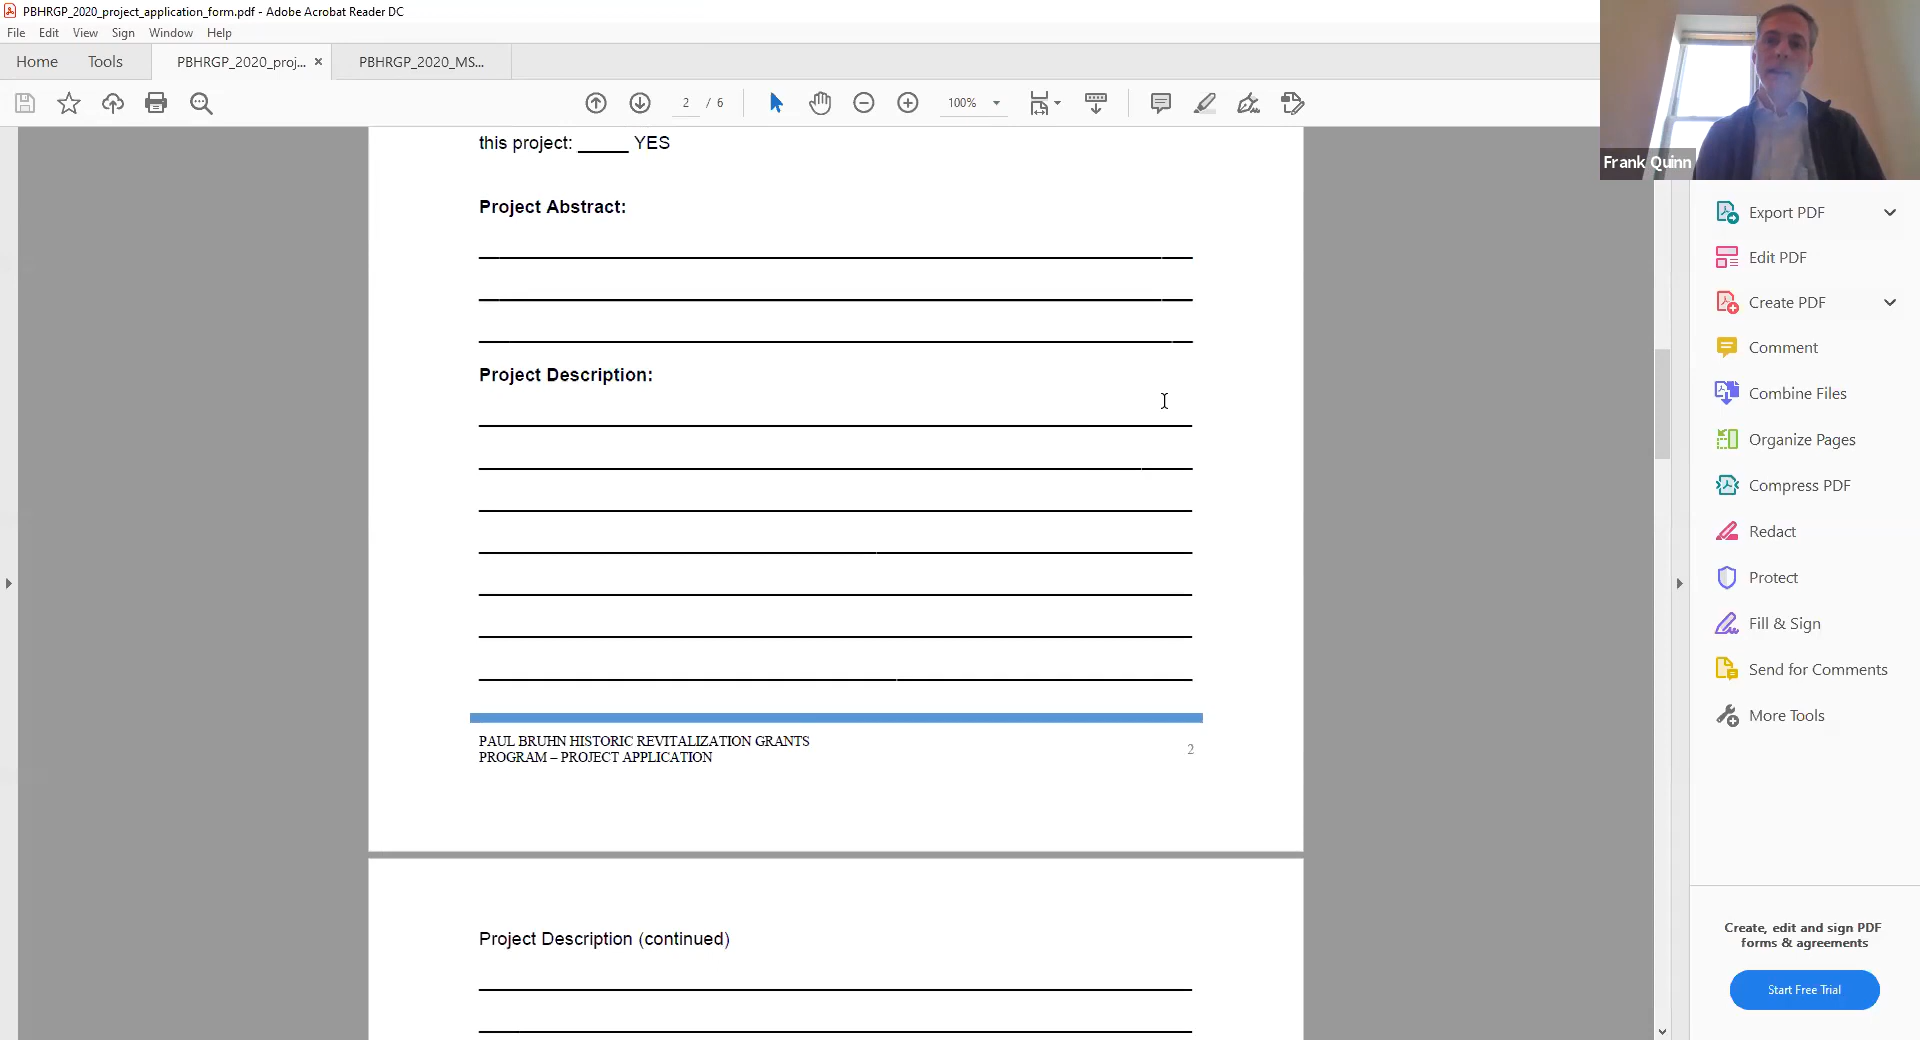 PBHRGP_2020_project_application_form.pdf - Adobe Acrobat Reader DC
File Edit View Sign Window Help
Home Tools PBHRGP_2020_proj... × PBHRGP_2020_MS...
2 / 6 100%
Frank Quinn
this project: _____ YES
Project Abstract:
Project Description:
PAUL BRUHN HISTORIC REVITALIZATION GRANTS
PROGRAM – PROJECT APPLICATION
2
Project Description (continued)
Export PDF
Edit PDF
Create PDF
Comment
Combine Files
Organize Pages
Compress PDF
Redact
Protect
Fill & Sign
Send for Comments
More Tools
Create, edit and sign PDF
forms & agreements
Start Free Trial